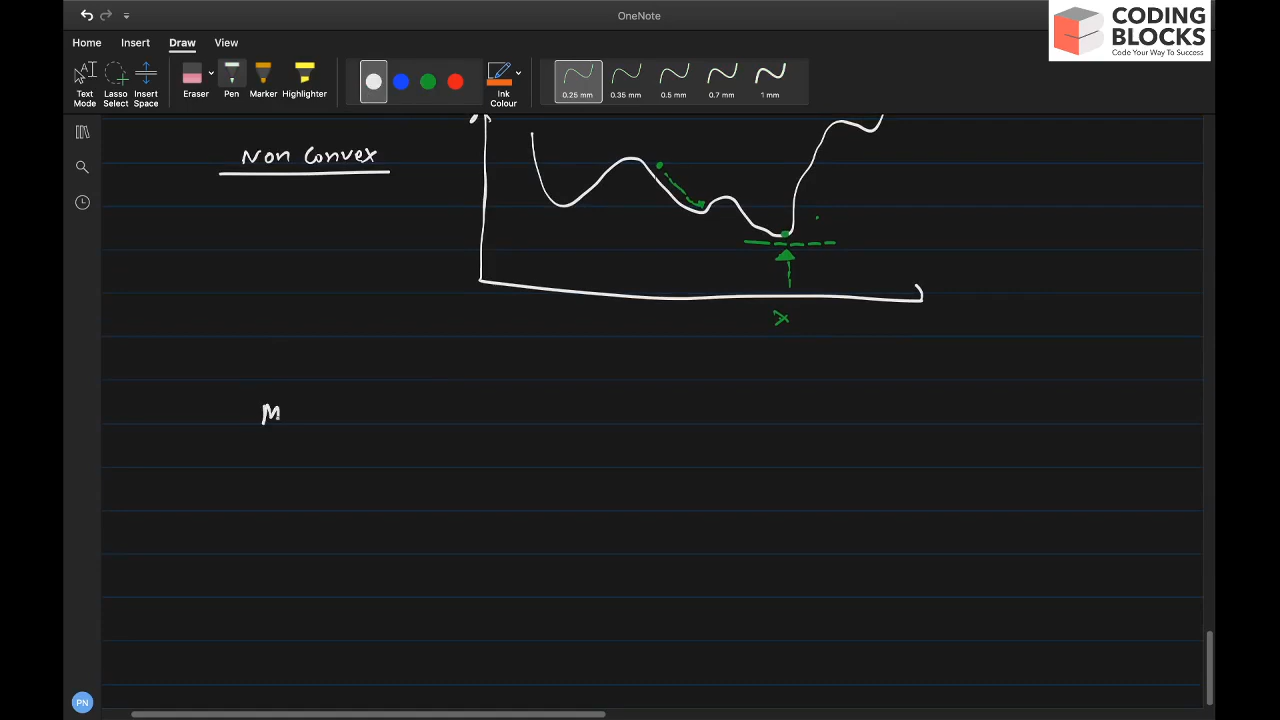 OneNote
CODING
BLOCKS
Code Your Way To Success
Home Insert Draw View
Text Mode
Lasso Select
Insert Space
Eraser
Pen
Marker
Highlighter
Ink Colour
0.25 mm
0.35 mm
0.5 mm
0.7 mm
1 mm
Non Convex
x
M
PN